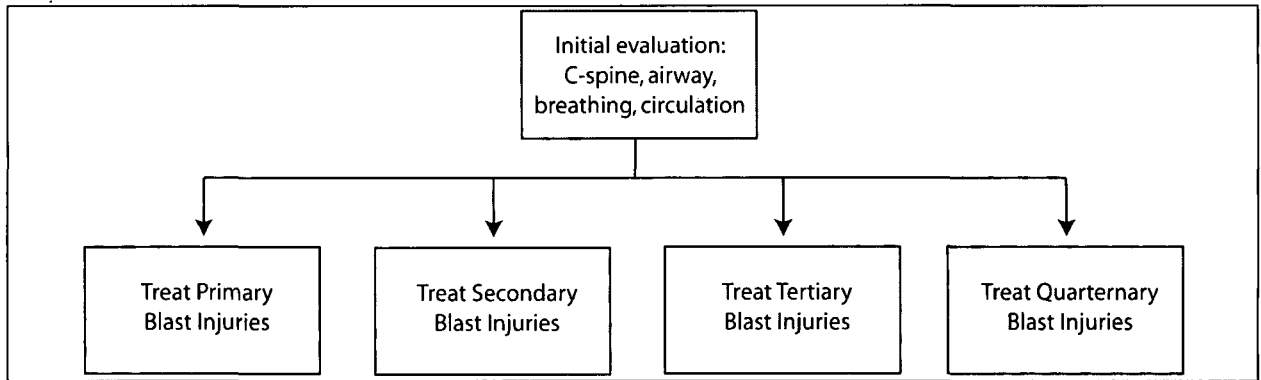 Initial evaluation:
C-spine, airway,
breathing, circulation
Treat Primary
Blast Injuries
Treat Secondary
Blast Injuries
Treat Tertiary
Blast Injuries
Treat Quarternary
Blast Injuries